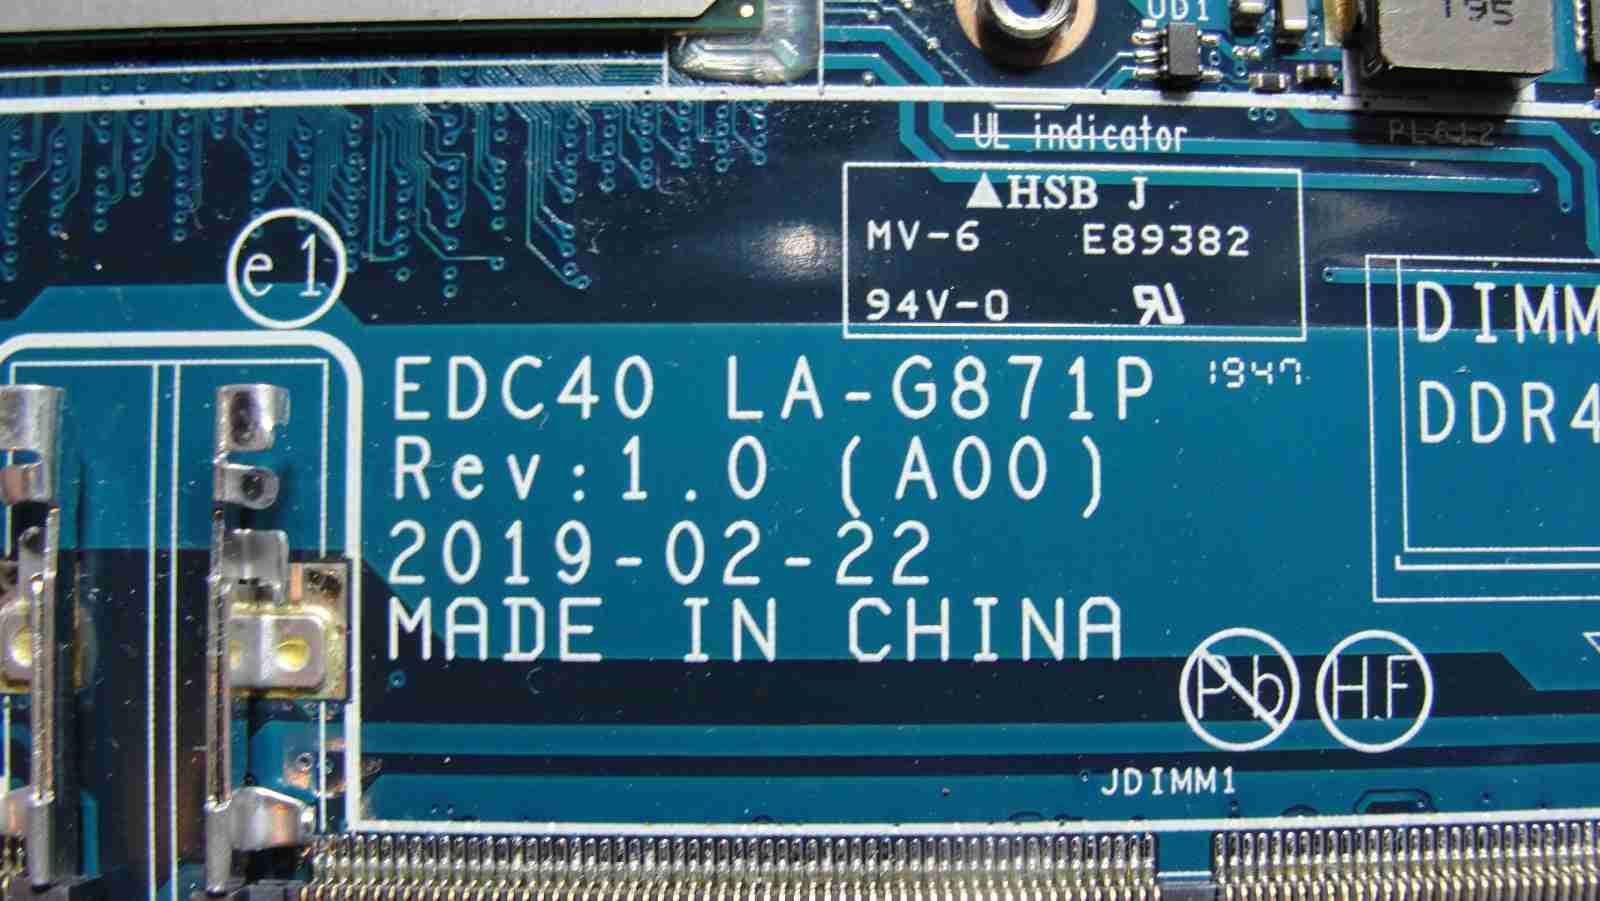 UD1
195
UL indicator
PL612
▲HSB J
MV-6 E89382
94V-0 RU
e1
EDC40 LA-G871P 1947
Rev:1.0 (A00)
2019-02-22
MADE IN CHINA
DIMM
DDR4
Pb
H.F
JDIMM1